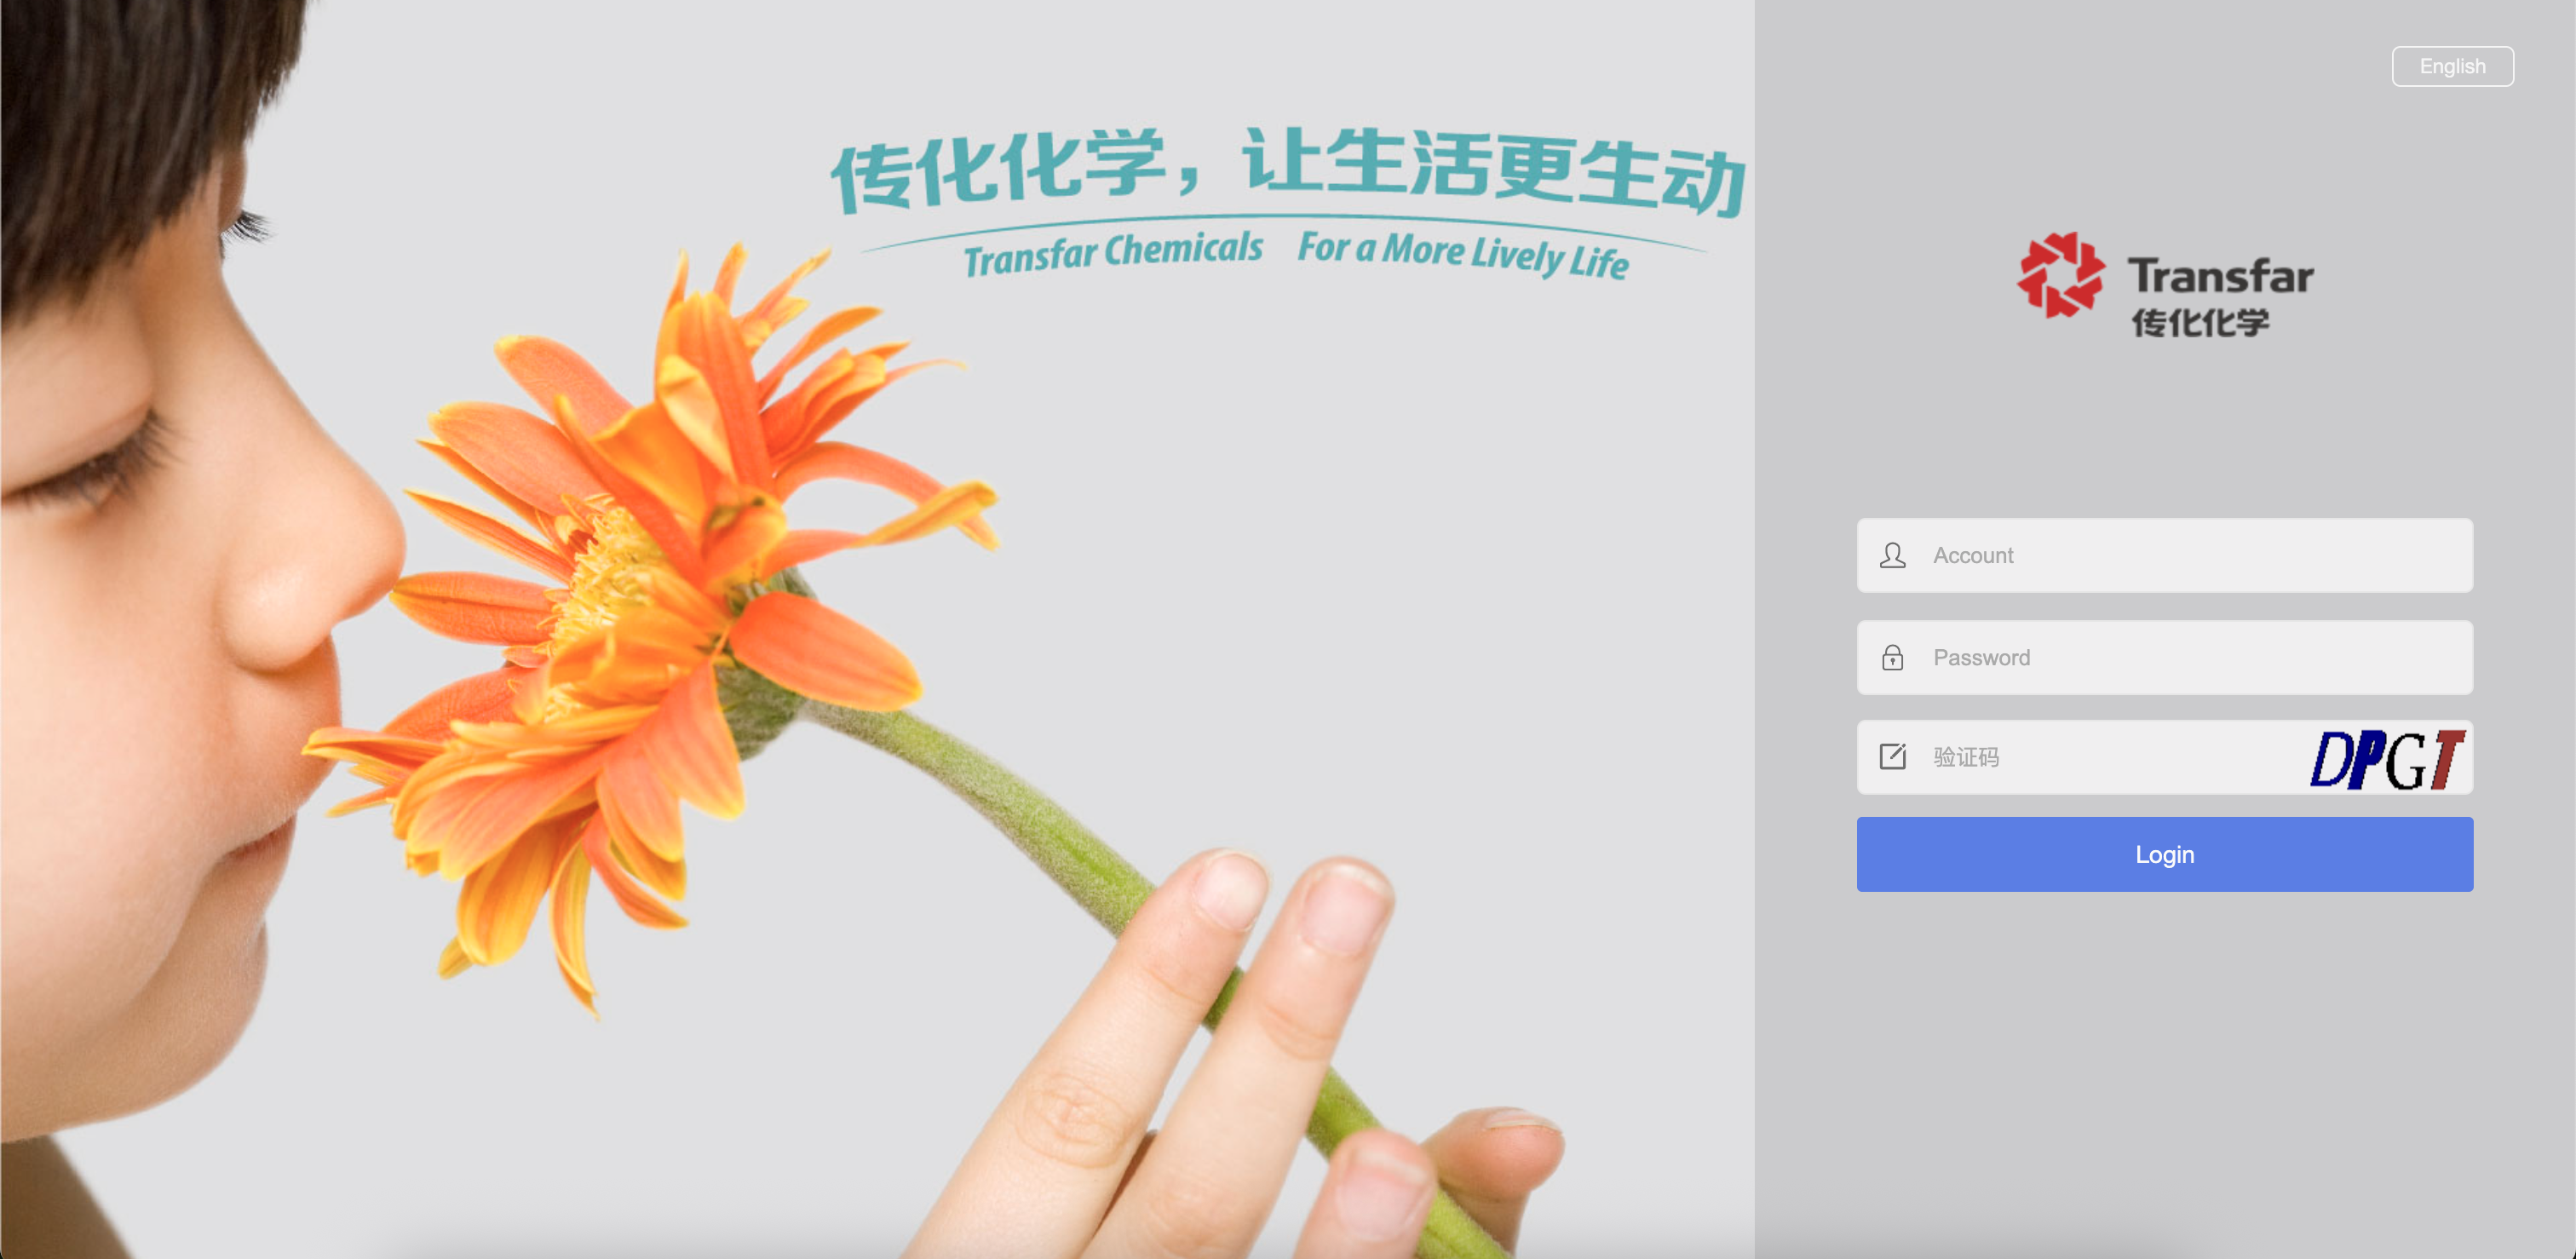 English
传化化学，让生活更生动
Transfar Chemicals For a More Lively Life
Transfar
传化化学
Account
Password
验证码
DPGT
Login